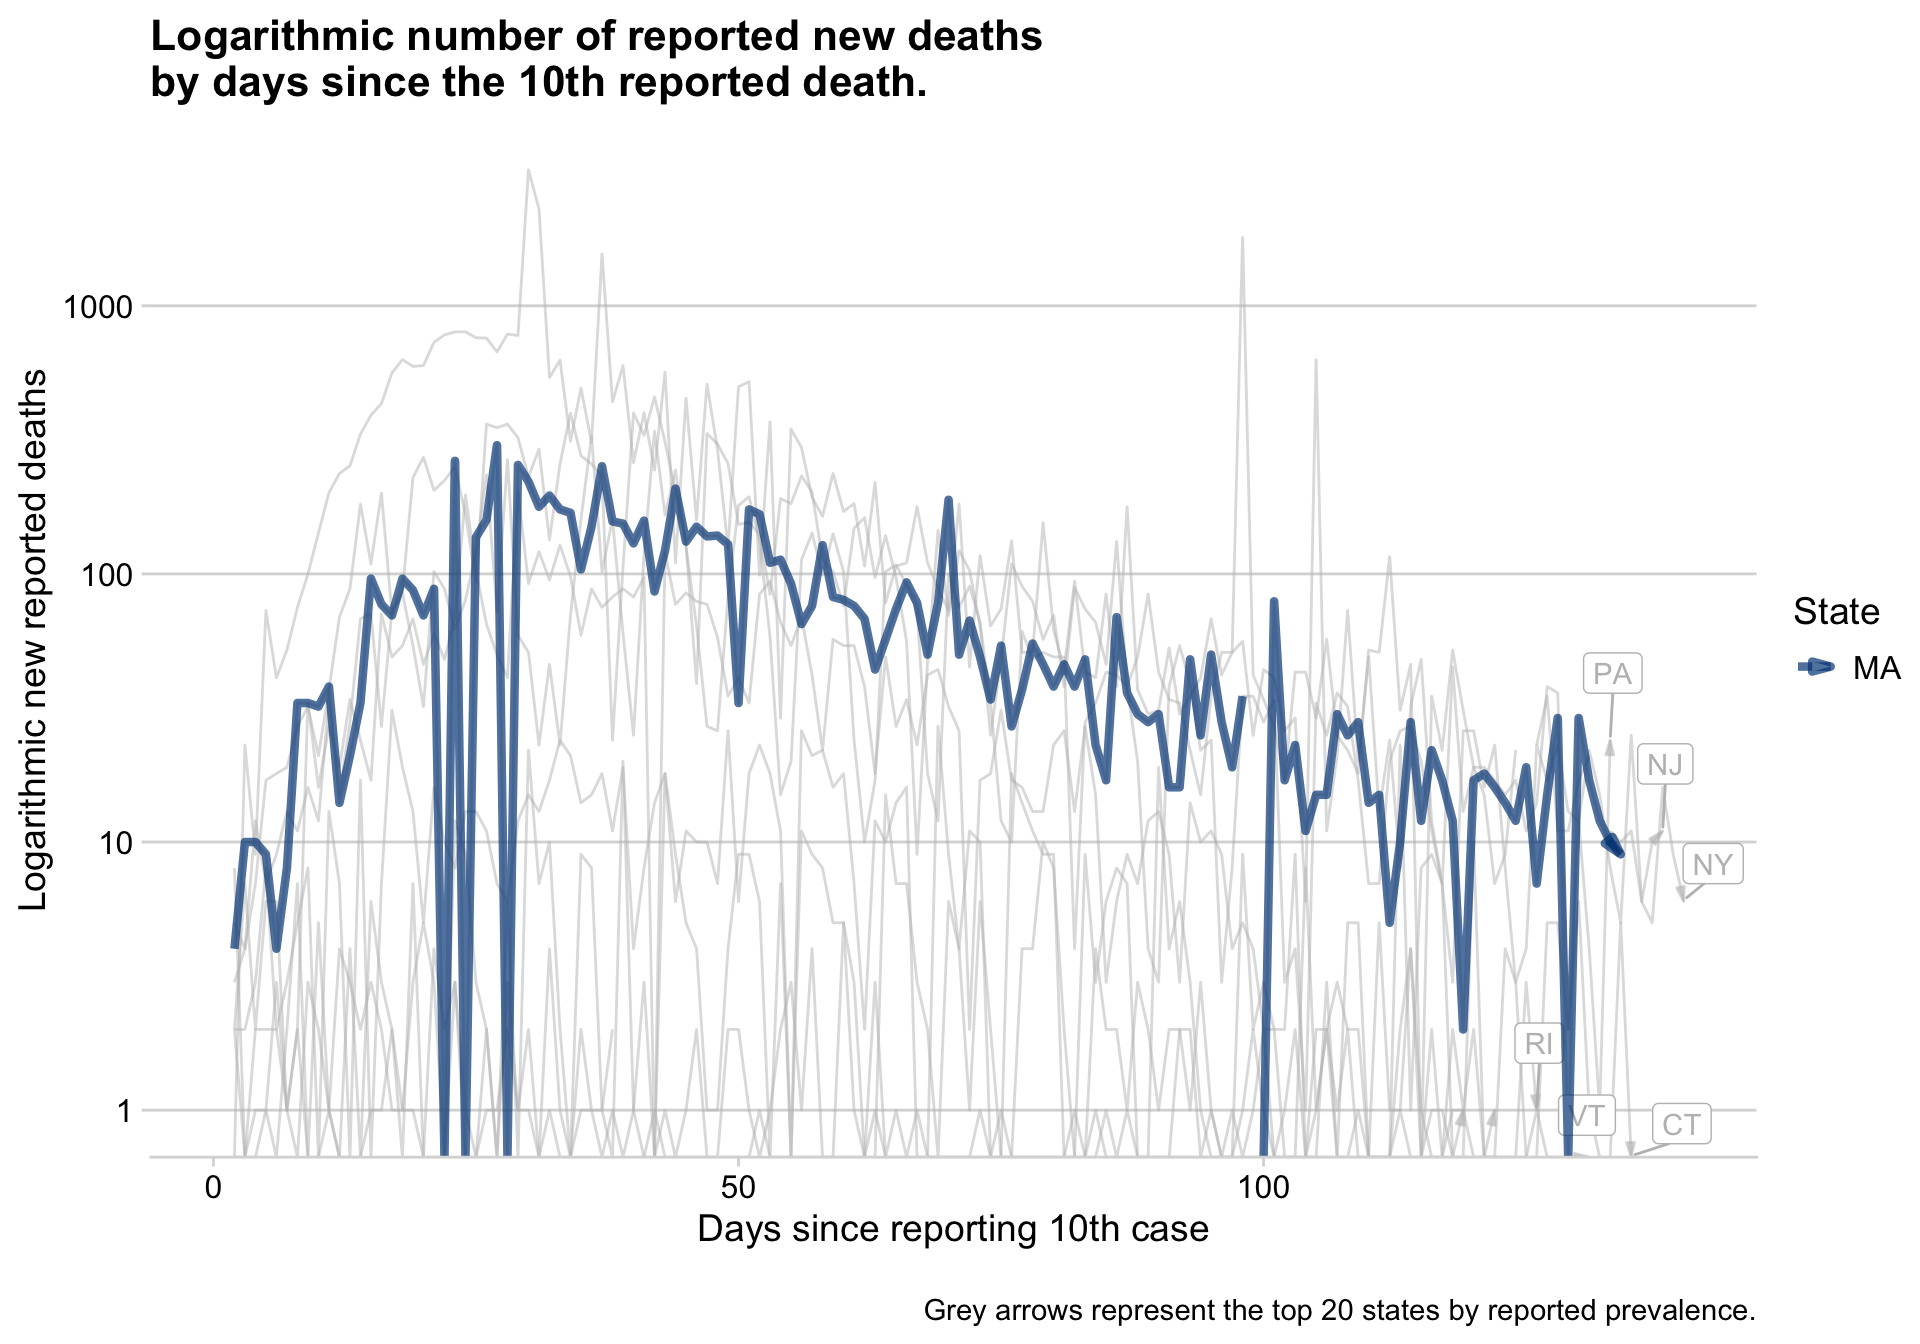 Logarithmic number of reported new deaths
by days since the 10th reported death.
Logarithmic new reported deaths
1000
100
10
1
0
50
100
Days since reporting 10th case
PA
NJ
NY
RI
VT
CT
State
MA
Grey arrows represent the top 20 states by reported prevalence.